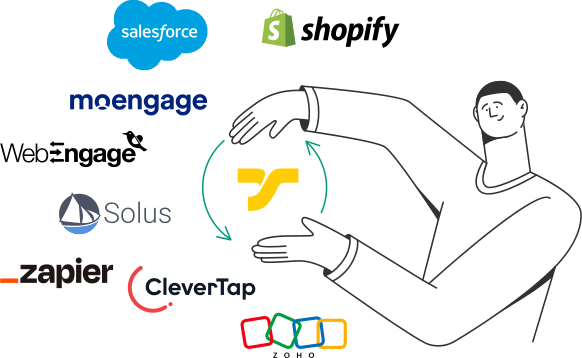 salesforce
shopify
moengage
WebEngage
Solus
zapier
CleverTap
ZOHO